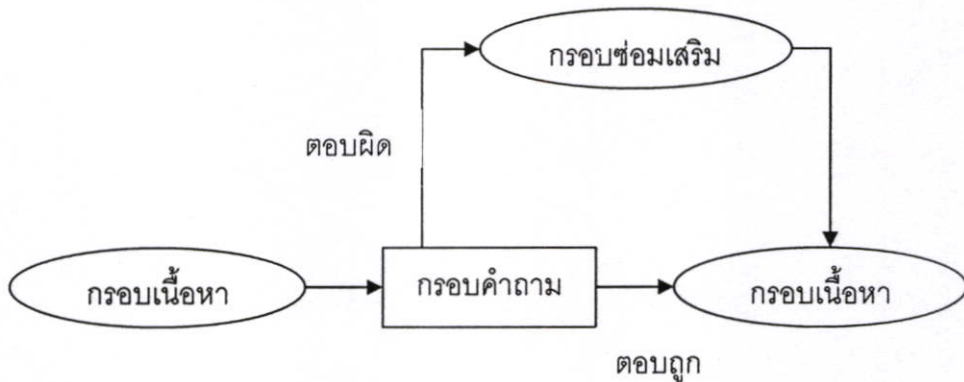 กรอบซ่อมเสริม
ตอบผิด
กรอบเนื้อหา
กรอบคำถาม
กรอบเนื้อหา
ตอบถูก